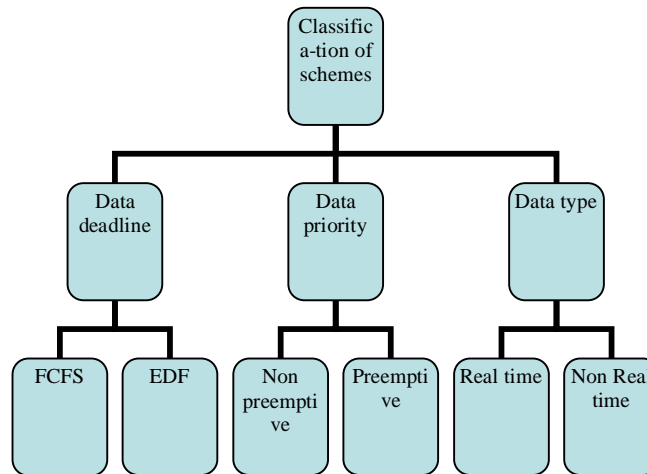 Classific
a-tion of
schemes
Data
deadline
Data
priority
Data type
FCFS
EDF
Non
preempti
ve
Preempti
ve
Real time
Non Real
time